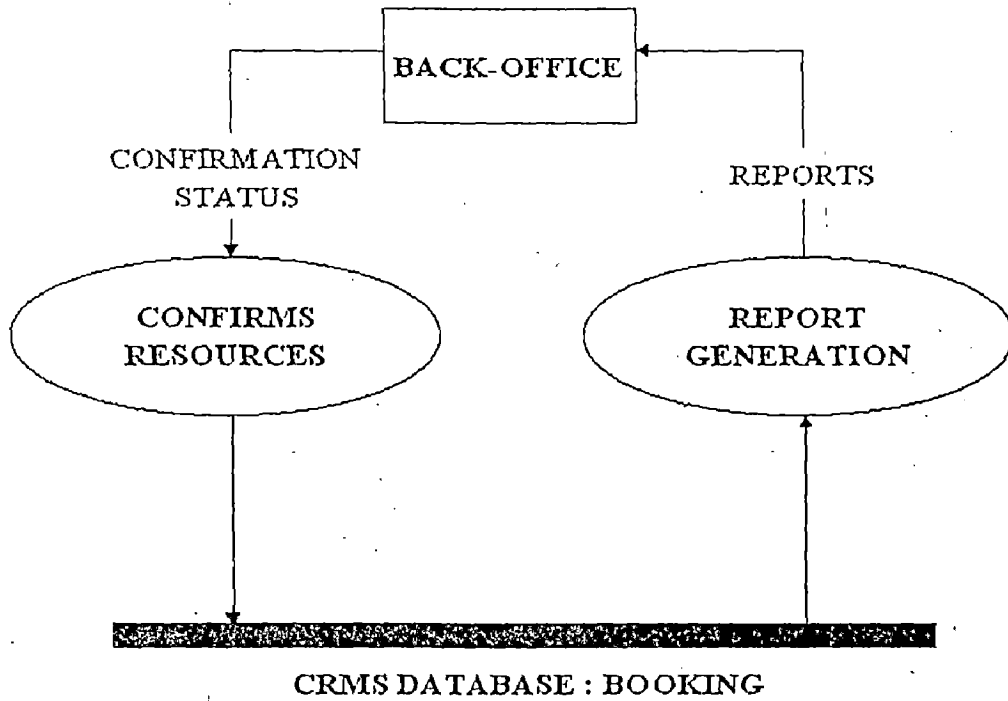 BACK-OFFICE
CONFIRMATION
STATUS
REPORTS
CONFIRMS
RESOURCES
REPORT
GENERATION
CRMS DATABASE : BOOKING